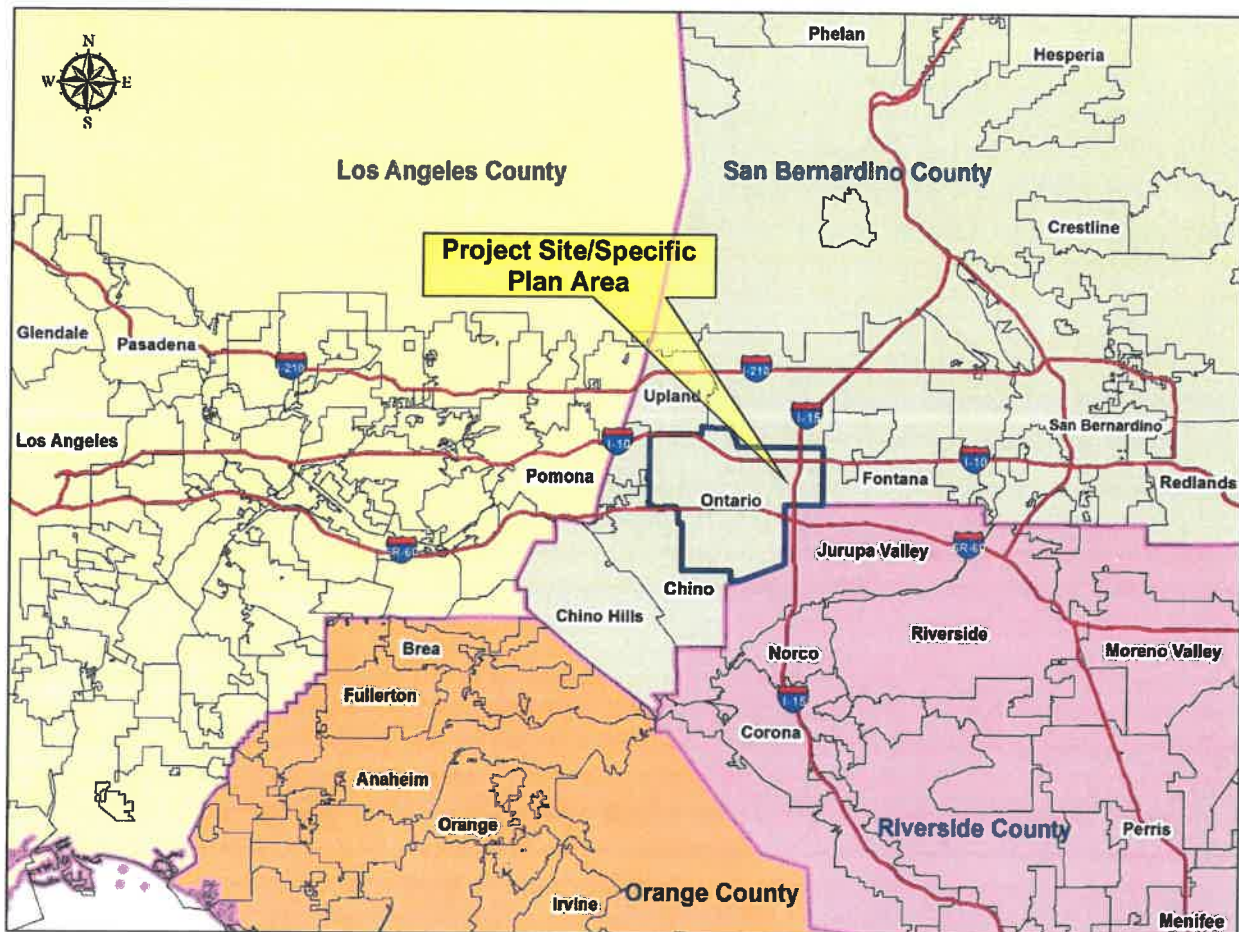 N
W E
S
Phelan
Hesperia
Los Angeles County
San Bernardino County
Crestline
Project Site/Specific
Plan Area
Glendale
Pasadena
I-210
I-210
Upland
I-15
Los Angeles
I-10
San Bernardino
Pomona
I-10
Fontana
Redlands
Ontario
SR-60
Jurupa Valley
SR-60
Chino
Chino Hills
Riverside
Brea
Norco
Moreno Valley
Fullerton
I-15
Corona
Anaheim
Orange
Riverside County
Perris
Orange County
Irvine
Menifee